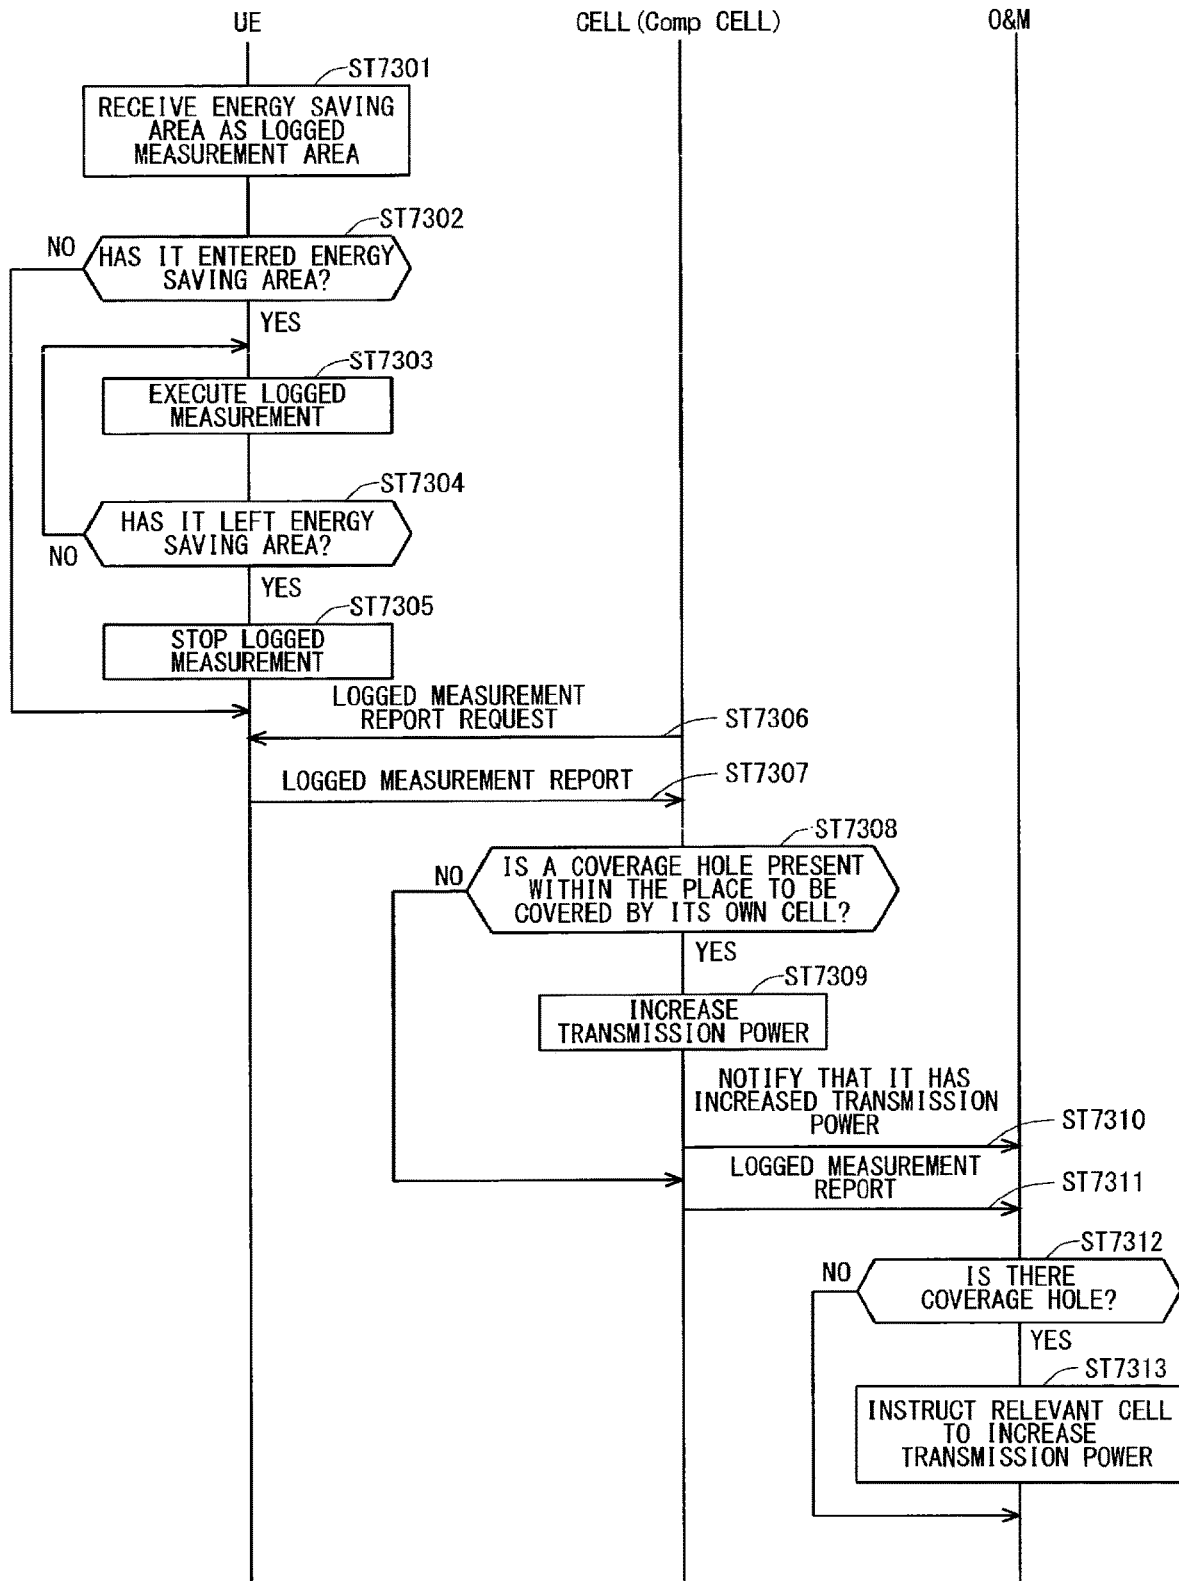 UE
CELL(Comp CELL)
O&M
ST7301
RECEIVE ENERGY SAVING
AREA AS LOGGED
MEASUREMENT AREA
ST7302
NO
HAS IT ENTERED ENERGY
SAVING AREA?
YES
ST7303
EXECUTE LOGGED
MEASUREMENT
ST7304
HAS IT LEFT ENERGY
SAVING AREA?
NO
YES
ST7305
STOP LOGGED
MEASUREMENT
LOGGED MEASUREMENT
REPORT REQUEST
ST7306
LOGGED MEASUREMENT REPORT
ST7307
ST7308
NO
IS A COVERAGE HOLE PRESENT
WITHIN THE PLACE TO BE
COVERED BY ITS OWN CELL?
YES
ST7309
INCREASE
TRANSMISSION POWER
NOTIFY THAT IT HAS
INCREASED TRANSMISSION
POWER
ST7310
LOGGED MEASUREMENT
REPORT
ST7311
ST7312
NO
IS THERE
COVERAGE HOLE?
YES
ST7313
INSTRUCT RELEVANT CELL
TO INCREASE
TRANSMISSION POWER